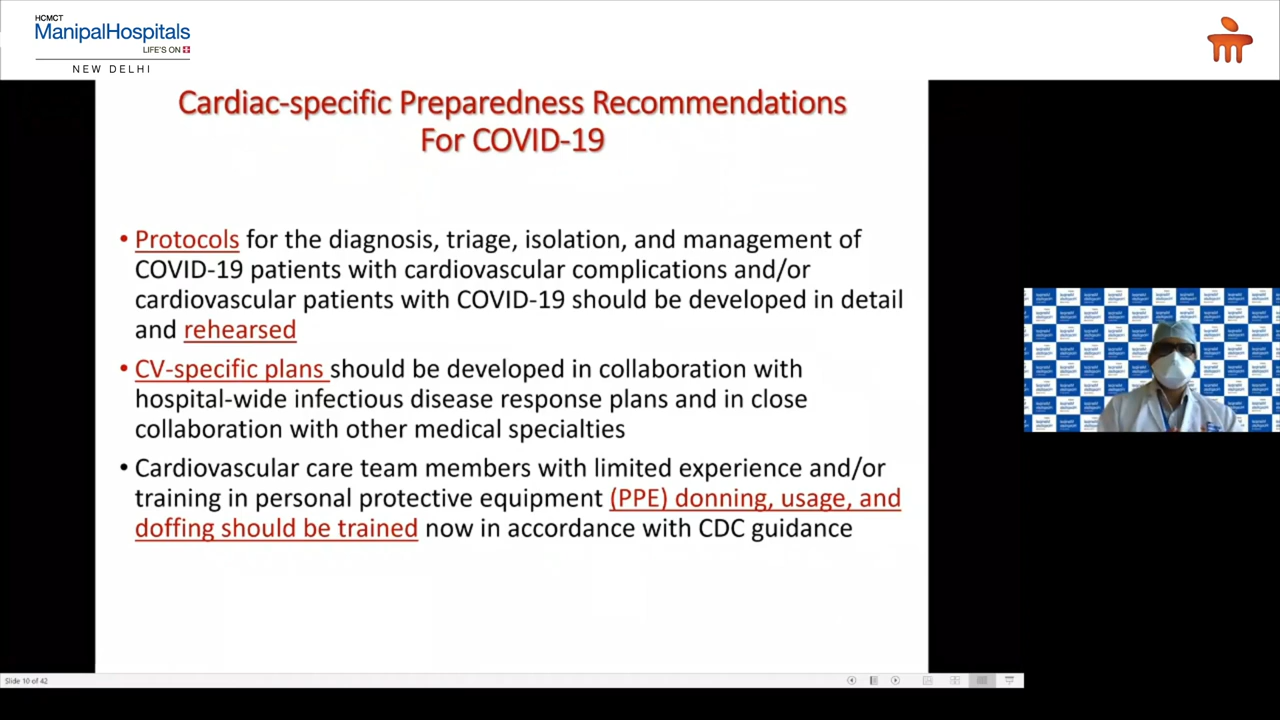 HCMCT
ManipalHospitals
LIFE'S ON
NEW DELHI
Cardiac-specific Preparedness Recommendations
For COVID-19
• Protocols for the diagnosis, triage, isolation, and management of
COVID-19 patients with cardiovascular complications and/or
cardiovascular patients with COVID-19 should be developed in detail
and rehearsed
• CV-specific plans should be developed in collaboration with
hospital-wide infectious disease response plans and in close
collaboration with other medical specialties
• Cardiovascular care team members with limited experience and/or
training in personal protective equipment (PPE) donning, usage, and
doffing should be trained now in accordance with CDC guidance
Slide 10 of 42